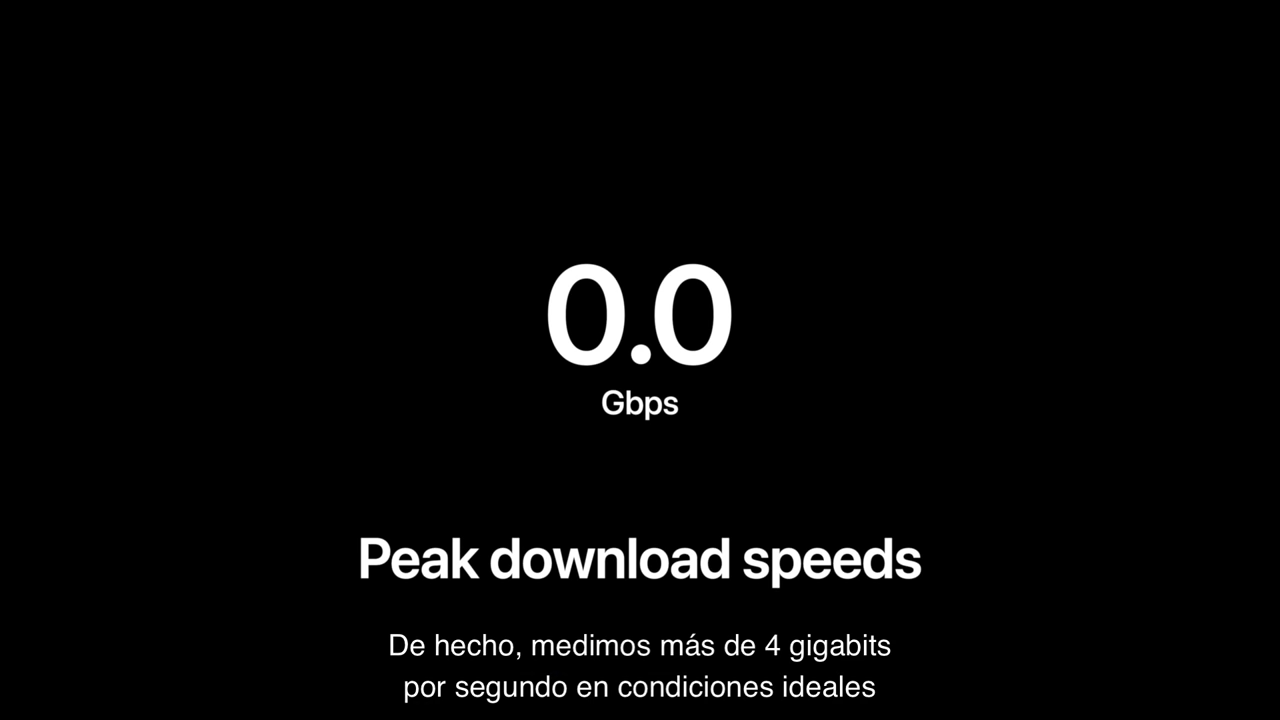 0.0
Gbps
Peak download speeds
De hecho, medimos más de 4 gigabits
por segundo en condiciones ideales